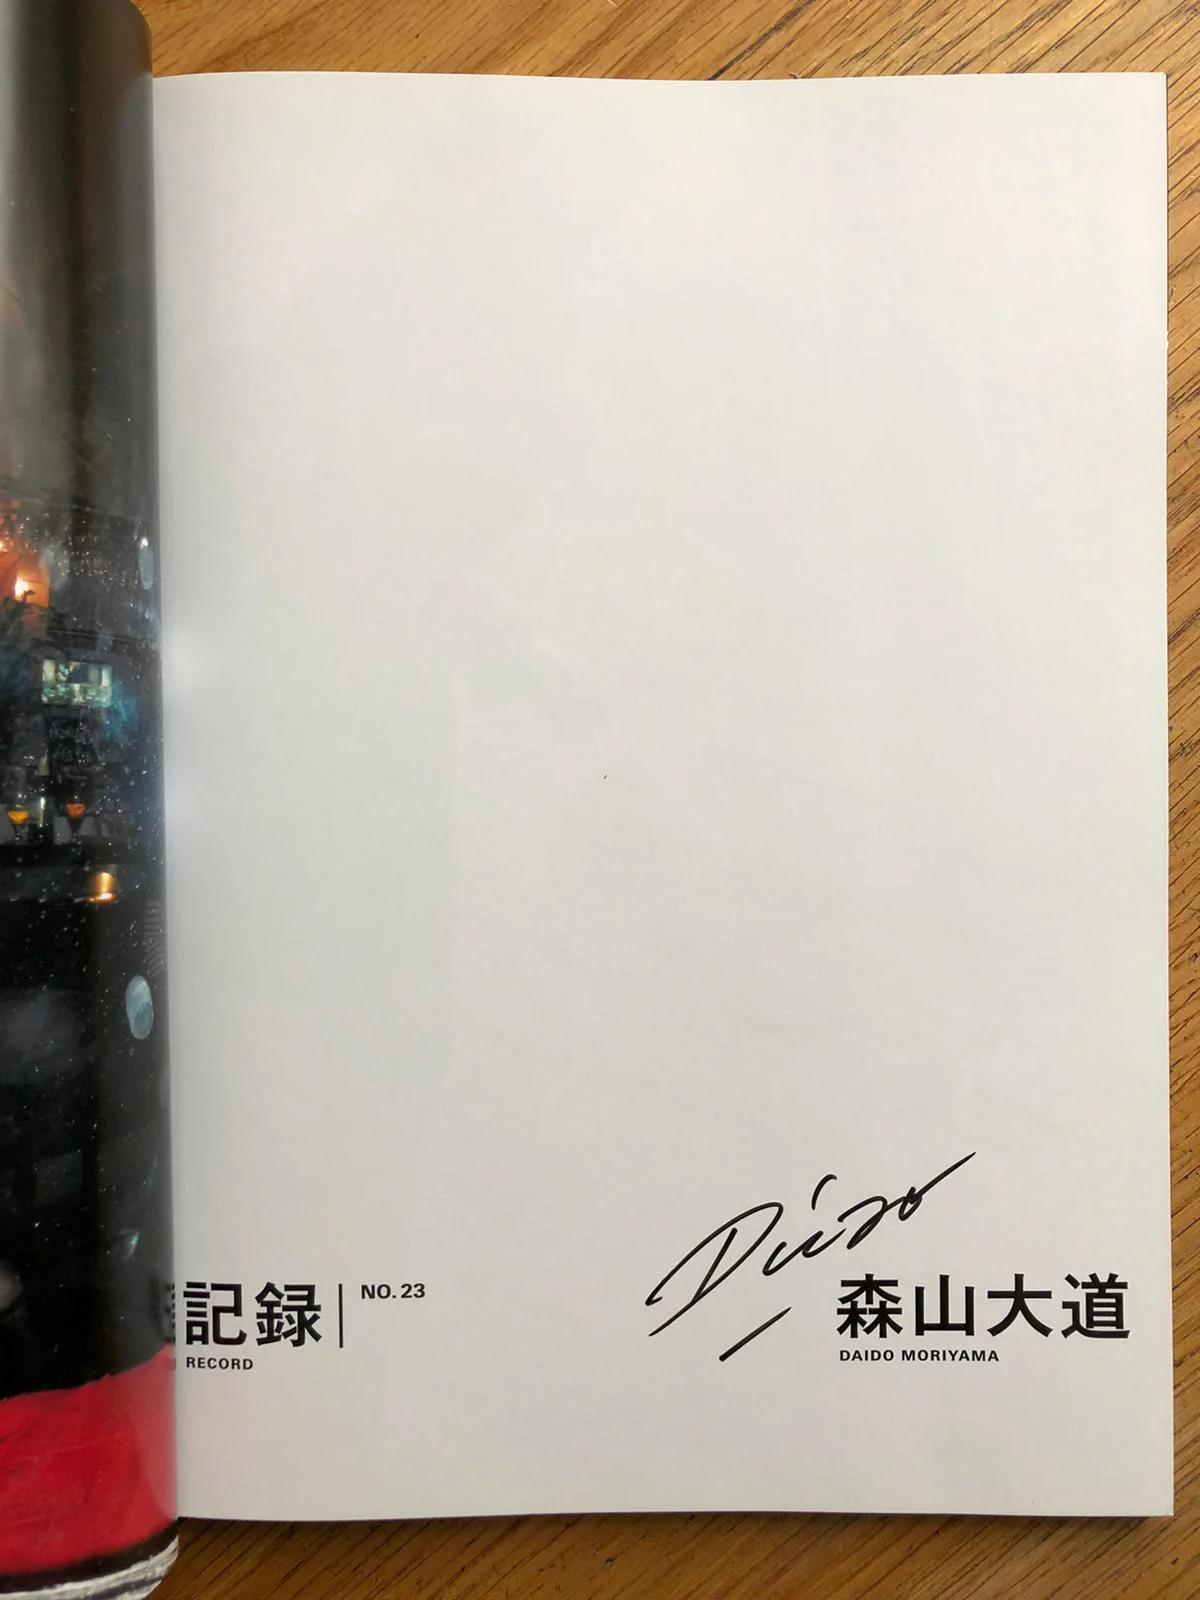 Daido
記録
NO. 23
RECORD
森山大道
DAIDO MORIYAMA